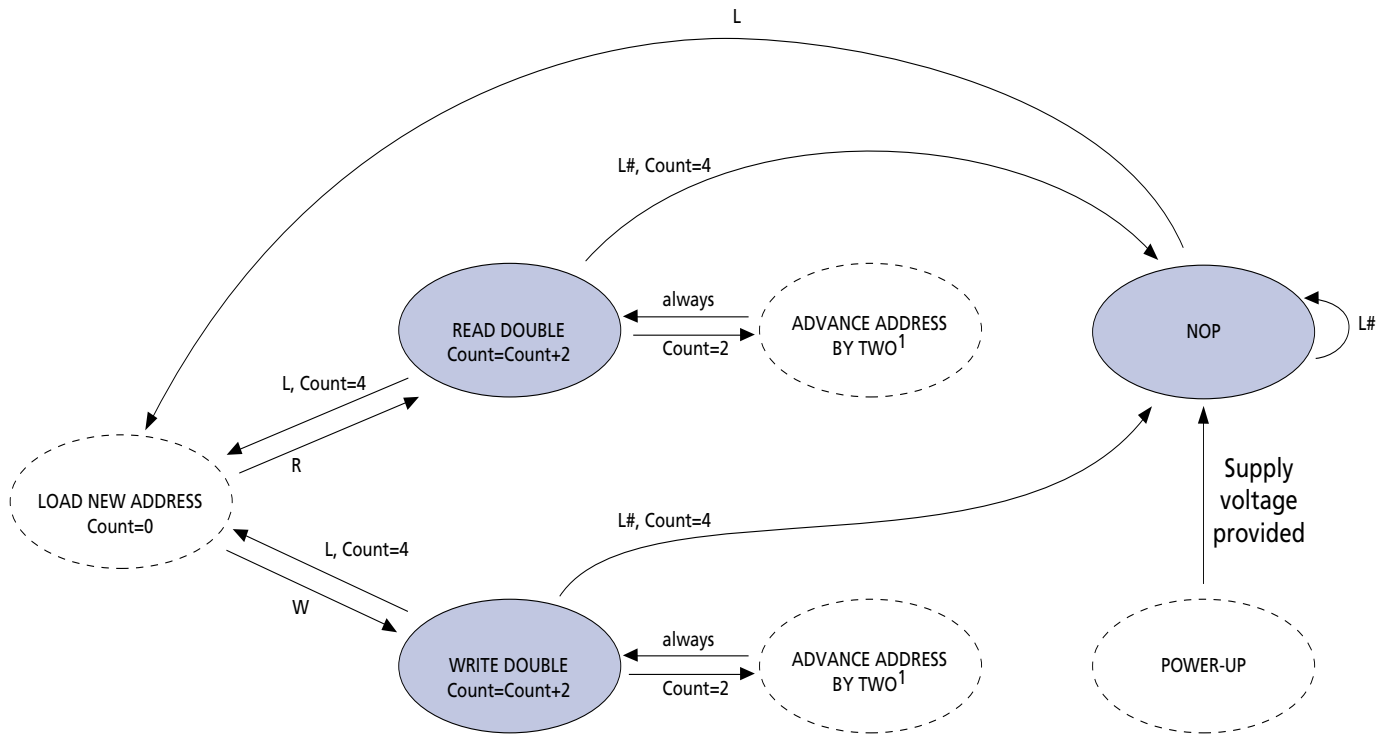 L
L#, Count=4
READ DOUBLE
Count=Count+2
always
Count=2
ADVANCE ADDRESS
BY TWO1
NOP
L#
L, Count=4
R
LOAD NEW ADDRESS
Count=0
Supply
voltage
provided
L#, Count=4
L, Count=4
W
WRITE DOUBLE
Count=Count+2
always
Count=2
ADVANCE ADDRESS
BY TWO1
POWER-UP